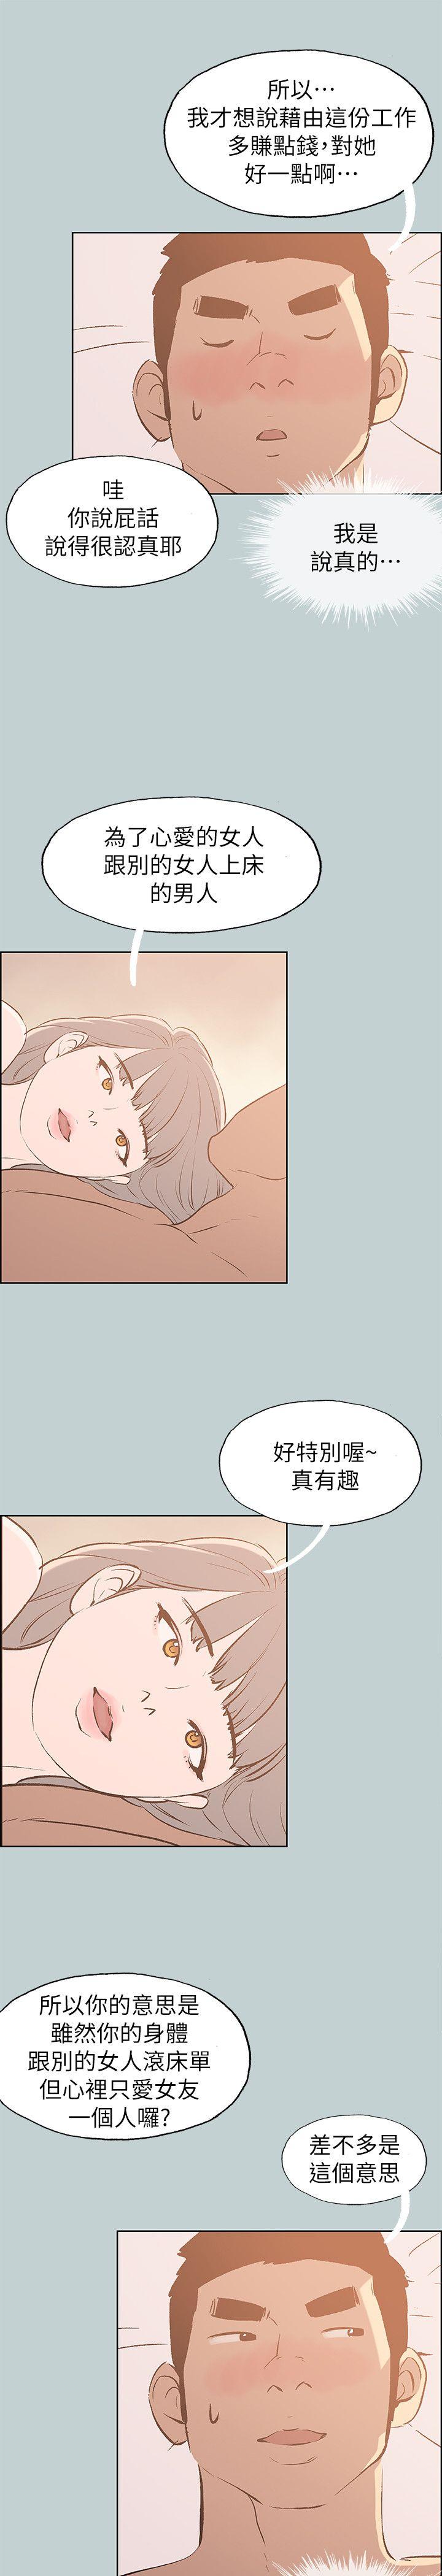 所以⋯
我才想說藉由這份工作
多賺點錢，對她
好一點啊⋯
哇
你說屁話
說得很認真耶
我是
說真的⋯
為了心愛的女人
跟別的女人上床
的男人
好特別喔~
真有趣
所以你的意思是
雖然你的身體
跟別的女人滾床單
但心裡只愛女友
一個人囉?
差不多是
這個意思